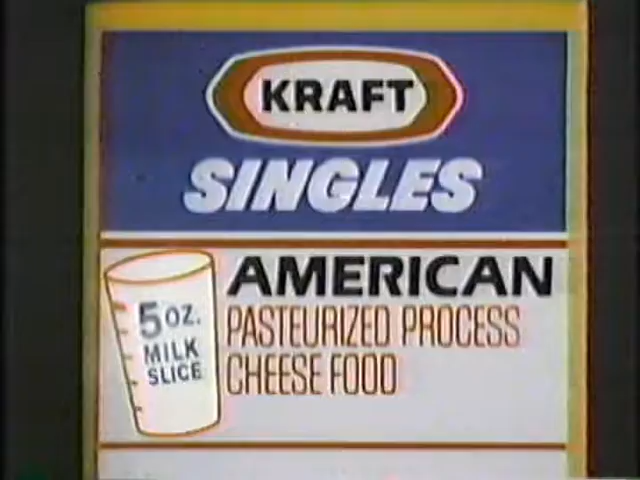 KRAFT
SINGLES
AMERICAN
PASTEURIZED PROCESS
CHEESE FOOD
5 OZ.
MILK
SLICE